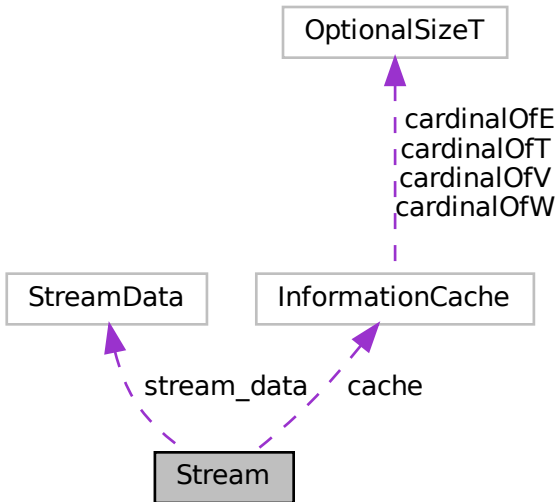 OptionalSizeT
cardinalOfE
cardinalOfT
cardinalOfV
cardinalOfW
StreamData
InformationCache
stream_data
cache
Stream